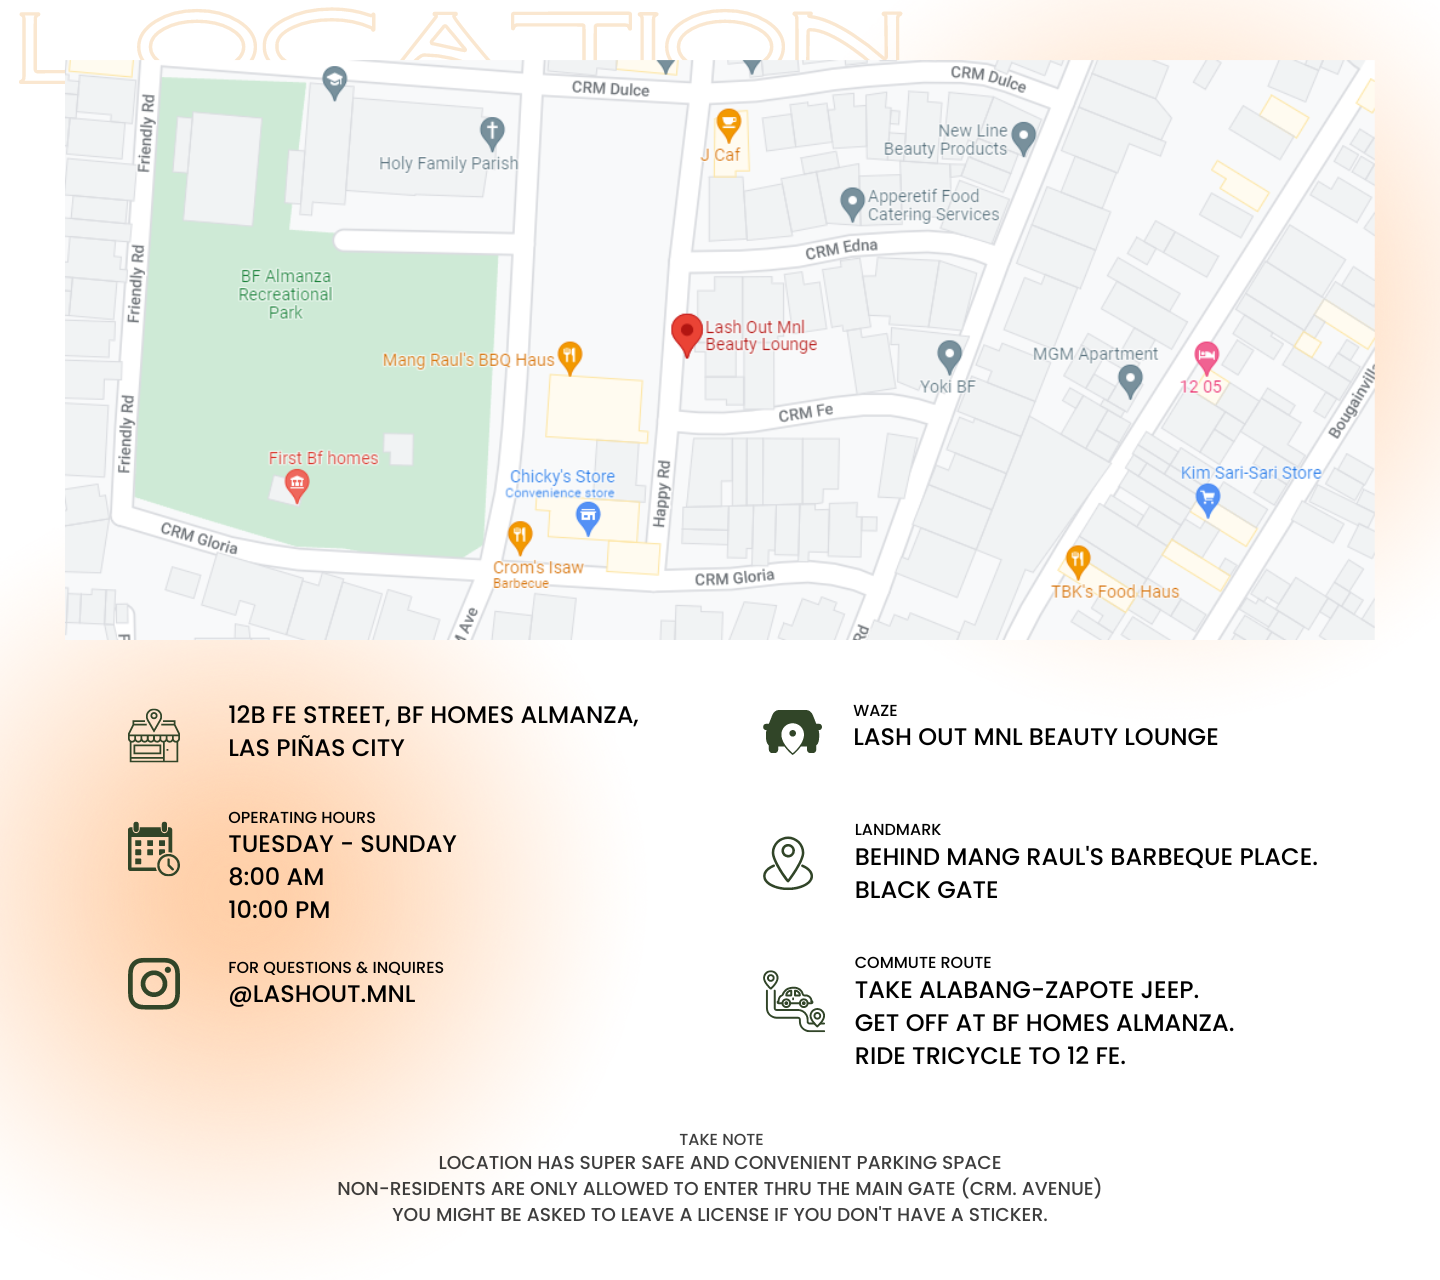 LOCATION
CRM Dulce
CRM Dulce
Friendly Rd
Holy Family Parish
J Caf
New Line
Beauty Products
Apperetif Food
Catering Services
CRM Edna
Friendly Rd
BF Almanza
Recreational
Park
Lash Out Mnl
Beauty Lounge
Mang Raul's BBQ Haus
Yoki BF
MGM Apartment
12 05
CRM Fe
Friendly Rd
First Bf homes
Chicky's Store
Convenience store
Happy Rd
Kim Sari-Sari Store
CRM Gloria
Crom's Isaw
Barbecue
CRM Gloria
TBK's Food Haus
Ave
Rd
12B FE STREET, BF HOMES ALMANZA,
LAS PIÑAS CITY
OPERATING HOURS
TUESDAY - SUNDAY
8:00 AM
10:00 PM
FOR QUESTIONS & INQUIRES
@LASHOUT.MNL
WAZE
LASH OUT MNL BEAUTY LOUNGE
LANDMARK
BEHIND MANG RAUL'S BARBEQUE PLACE.
BLACK GATE
COMMUTE ROUTE
TAKE ALABANG-ZAPOTE JEEP.
GET OFF AT BF HOMES ALMANZA.
RIDE TRICYCLE TO 12 FE.
TAKE NOTE
LOCATION HAS SUPER SAFE AND CONVENIENT PARKING SPACE
NON-RESIDENTS ARE ONLY ALLOWED TO ENTER THRU THE MAIN GATE (CRM. AVENUE)
YOU MIGHT BE ASKED TO LEAVE A LICENSE IF YOU DON'T HAVE A STICKER.